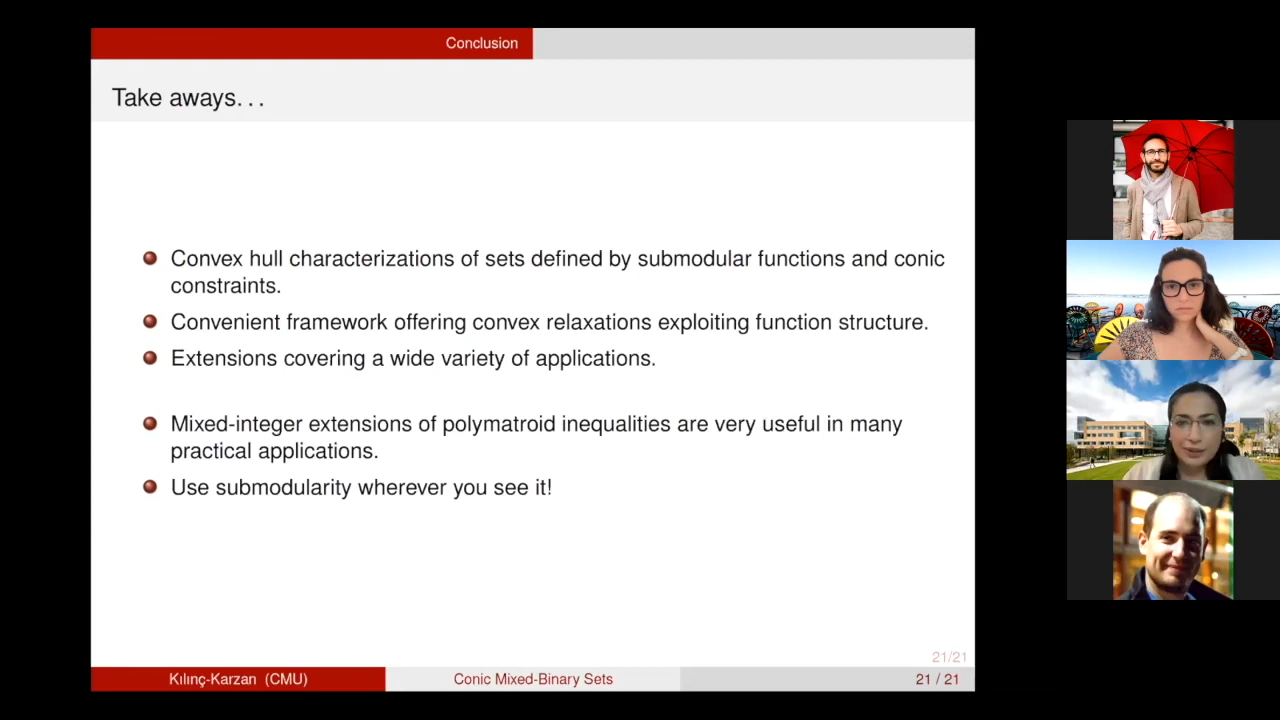 Conclusion
Take aways. . .
Convex hull characterizations of sets defined by submodular functions and conic
constraints.
Convenient framework offering convex relaxations exploiting function structure.
Extensions covering a wide variety of applications.
Mixed-integer extensions of polymatroid inequalities are very useful in many
practical applications.
Use submodularity wherever you see it!
21/21
Kılınç-Karzan (CMU)
Conic Mixed-Binary Sets
21 / 21